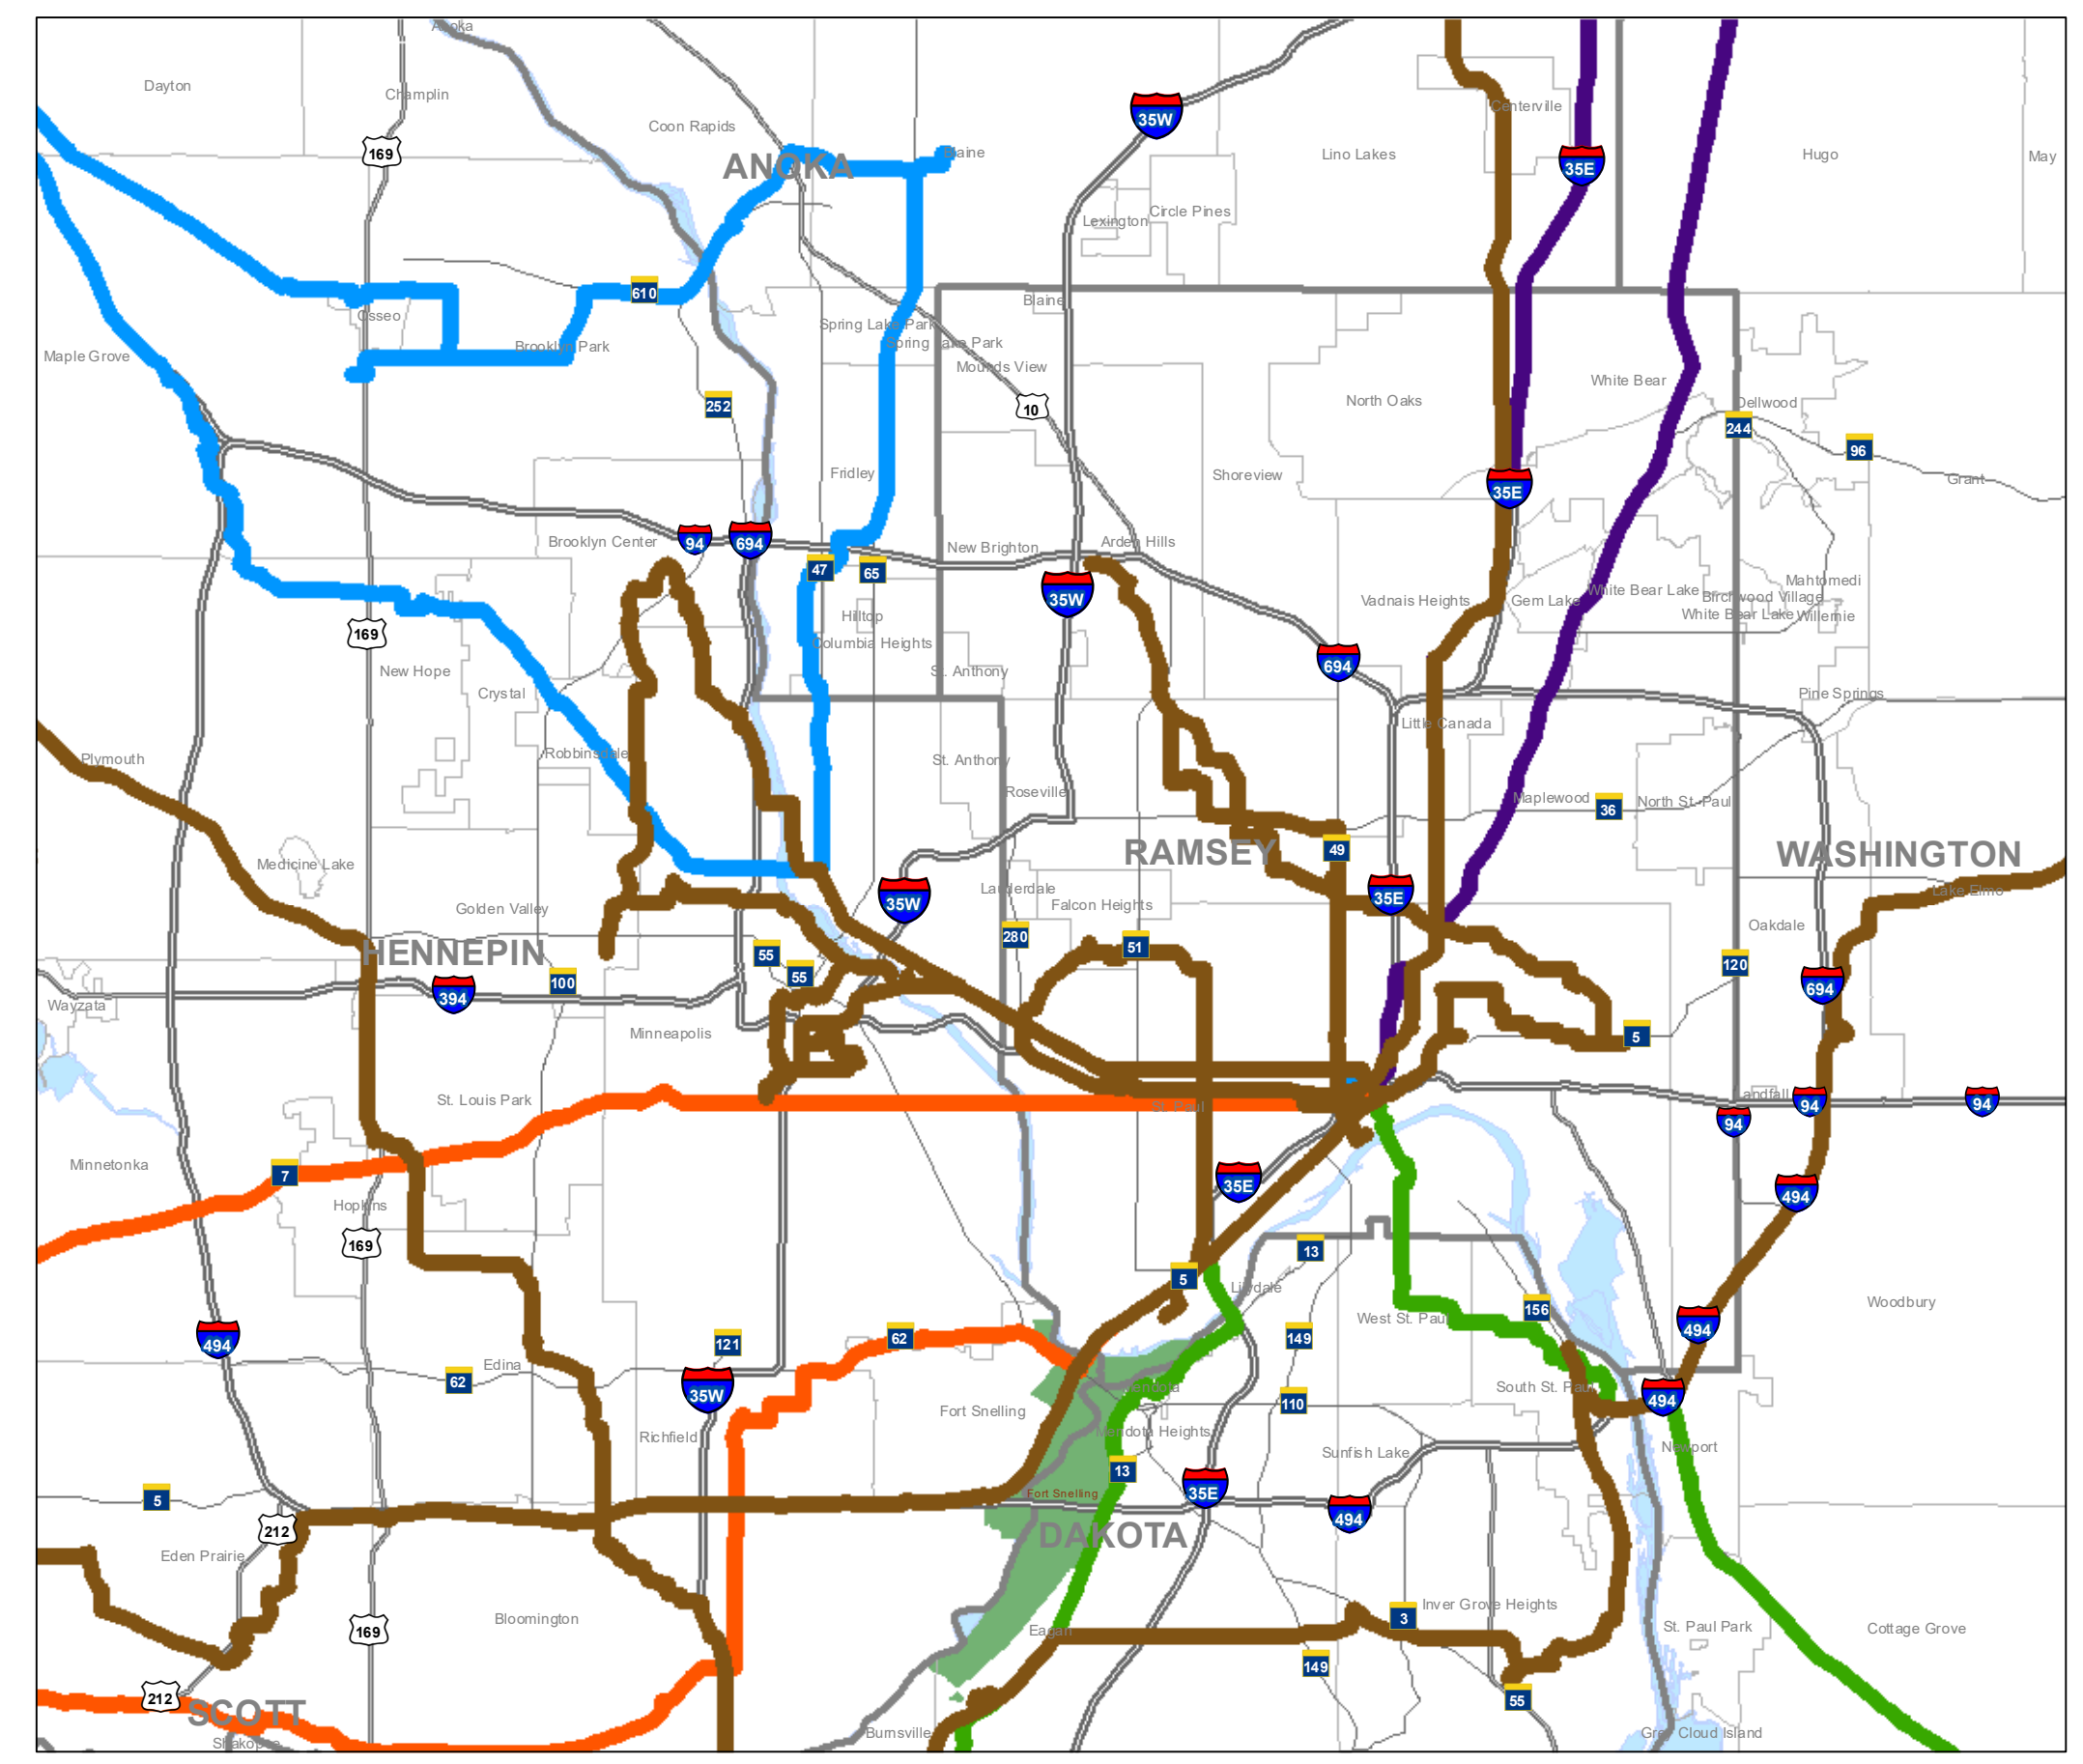 Anoka
Dayton
Champlin
Coon Rapids
35W
Centerville
169
ANOKA
Blaine
Lino Lakes
35E
Hugo
May
Lexington
Circle Pines
610
Blaine
Osseo
Spring Lake Park
Brooklyn Park
Spring Lake Park
Maple Grove
Mounds View
White Bear
North Oaks
252
10
Dellwood
244
96
Fridley
Shoreview
35E
Grant
Brooklyn Center
94
694
New Brighton
Arden Hills
47
65
35W
Vadnais Heights
Gem Lake
White Bear Lake
Mahtomedi
Birchwood Village
White Bear Lake
Willernie
Hilltop
169
Columbia Heights
New Hope
St. Anthony
694
Crystal
Pine Springs
Little Canada
Plymouth
Robbinsdale
St. Anthony
Roseville
Maplewood
36
North St. Paul
Medicine Lake
RAMSEY
49
WASHINGTON
Lauderdale
35W
35E
Lake Elmo
Falcon Heights
Golden Valley
Oakdale
HENNEPIN
55
280
51
120
55
394
100
694
Wayzata
Minneapolis
5
St. Louis Park
St. Paul
Landfall
94
94
94
Minnetonka
7
35E
494
Hopkins
169
13
5
Lilydale
Woodbury
156
West St. Paul
494
494
121
62
149
Edina
62
35W
Mendota
South St. Paul
494
110
Fort Snelling
Mendota Heights
Richfield
Sunfish Lake
Newport
13
5
35E
Fort Snelling
494
212
DAKOTA
Eden Prairie
Bloomington
3
Inver Grove Heights
169
Eagan
St. Paul Park
Cottage Grove
149
212
SCOTT
55
Burnsville
Grey Cloud Island
Shakopee